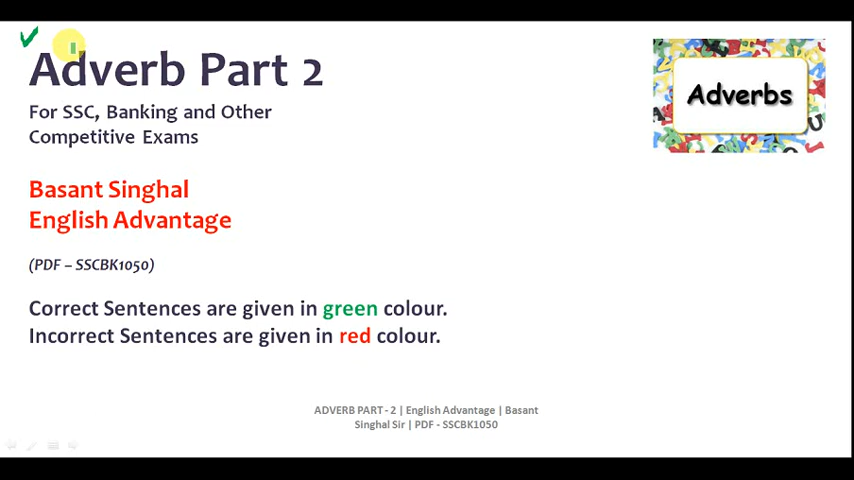 Adverb Part 2
For SSC, Banking and Other
Competitive Exams
Adverbs
Basant Singhal
English Advantage
(PDF – SSCBK1050)
Correct Sentences are given in green colour.
Incorrect Sentences are given in red colour.
ADVERB PART - 2 | English Advantage | Basant
Singhal Sir | PDF - SSCBK1050